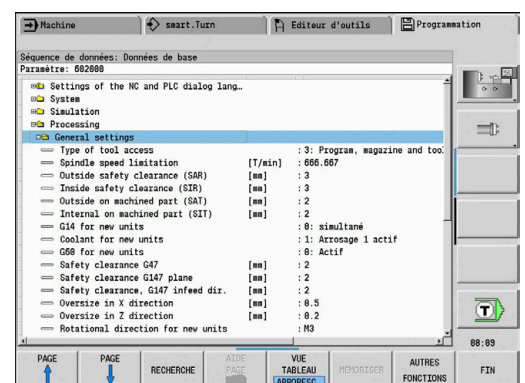 Machine
smart.Turn
Editeur d'outils
Programmation
Séquence de données: Données de base
Paramètre: 602008
Settings of the NC and PLC dialog lang…
System
Simulation
Processing
General settings
Type of tool access : 3: Program, magazine and too
Spindle speed limitation [T/min] : 666.667
Outside safety clearance (SAR) [mm] : 3
Inside safety clearance (SIR) [mm] : 3
Outside on machined part (SAT) [mm] : 2
Internal on machined part (SIT) [mm] : 2
G14 for new units : 0: simultané
Coolant for new units : 1: Arrosage 1 actif
G60 for new units : 0: Actif
Safety clearance G47 [mm] : 2
Safety clearance G147 plane [mm] : 2
Safety clearance, G147 infeed dir. [mm] : 2
Oversize in X direction [mm] : 0.5
Oversize in Z direction [mm] : 0.2
Rotational direction for new units : M3
T
08:09
PAGE
PAGE
RECHERCHE
AIDE
PAGE
VUE
TABLEAU
ARBORESC.
MEMORISER
AUTRES
FONCTIONS
FIN